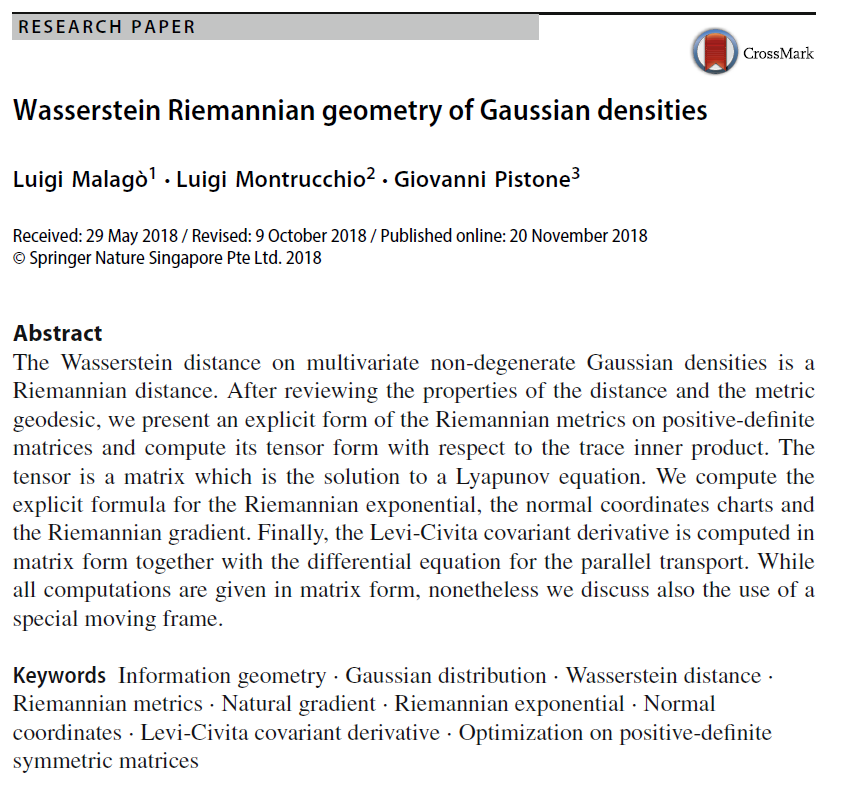 RESEARCH PAPER
CrossMark
Wasserstein Riemannian geometry of Gaussian densities
Luigi Malagò¹ · Luigi Montrucchio² · Giovanni Pistone³
Received: 29 May 2018 / Revised: 9 October 2018 / Published online: 20 November 2018
© Springer Nature Singapore Pte Ltd. 2018
Abstract
The Wasserstein distance on multivariate non-degenerate Gaussian densities is a
Riemannian distance. After reviewing the properties of the distance and the metric
geodesic, we present an explicit form of the Riemannian metrics on positive-definite
matrices and compute its tensor form with respect to the trace inner product. The
tensor is a matrix which is the solution to a Lyapunov equation. We compute the
explicit formula for the Riemannian exponential, the normal coordinates charts and
the Riemannian gradient. Finally, the Levi-Civita covariant derivative is computed in
matrix form together with the differential equation for the parallel transport. While
all computations are given in matrix form, nonetheless we discuss also the use of a
special moving frame.
Keywords Information geometry · Gaussian distribution · Wasserstein distance ·
Riemannian metrics · Natural gradient · Riemannian exponential · Normal
coordinates · Levi-Civita covariant derivative · Optimization on positive-definite
symmetric matrices